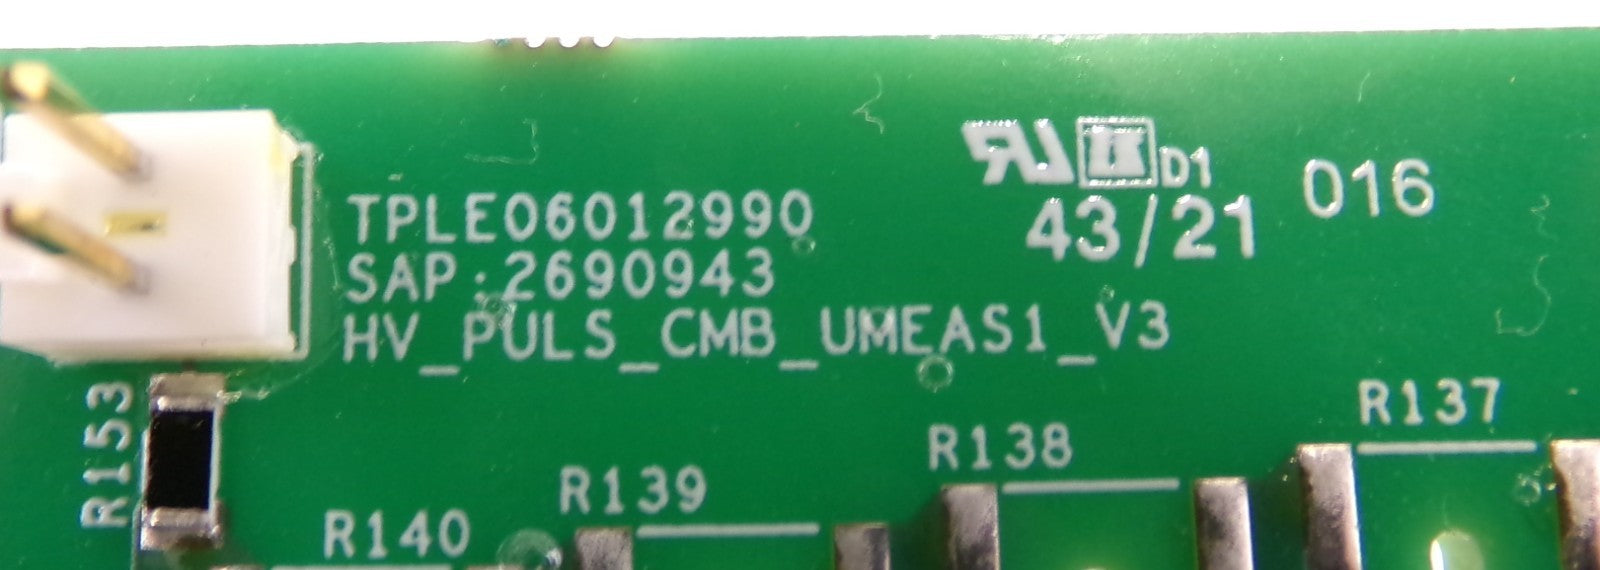 D1
43/21 016
TPLE06012990
SAP:2690943
HV_PULS_CMB_UMEAS1_V3
R153
R140
R139
R138
R137